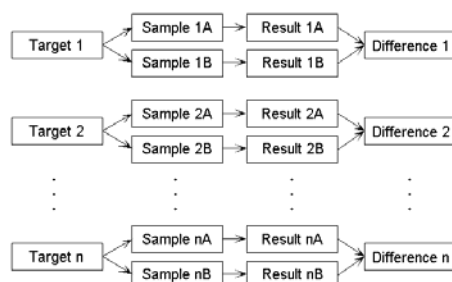 Sample 1A Result 1A
Target 1 Difference 1
Sample 1B Result 1B
Sample 2A Result 2A
Target 2 Difference 2
Sample 2B Result 2B
Sample nA Result nA
Target n Difference n
Sample nB Result nB